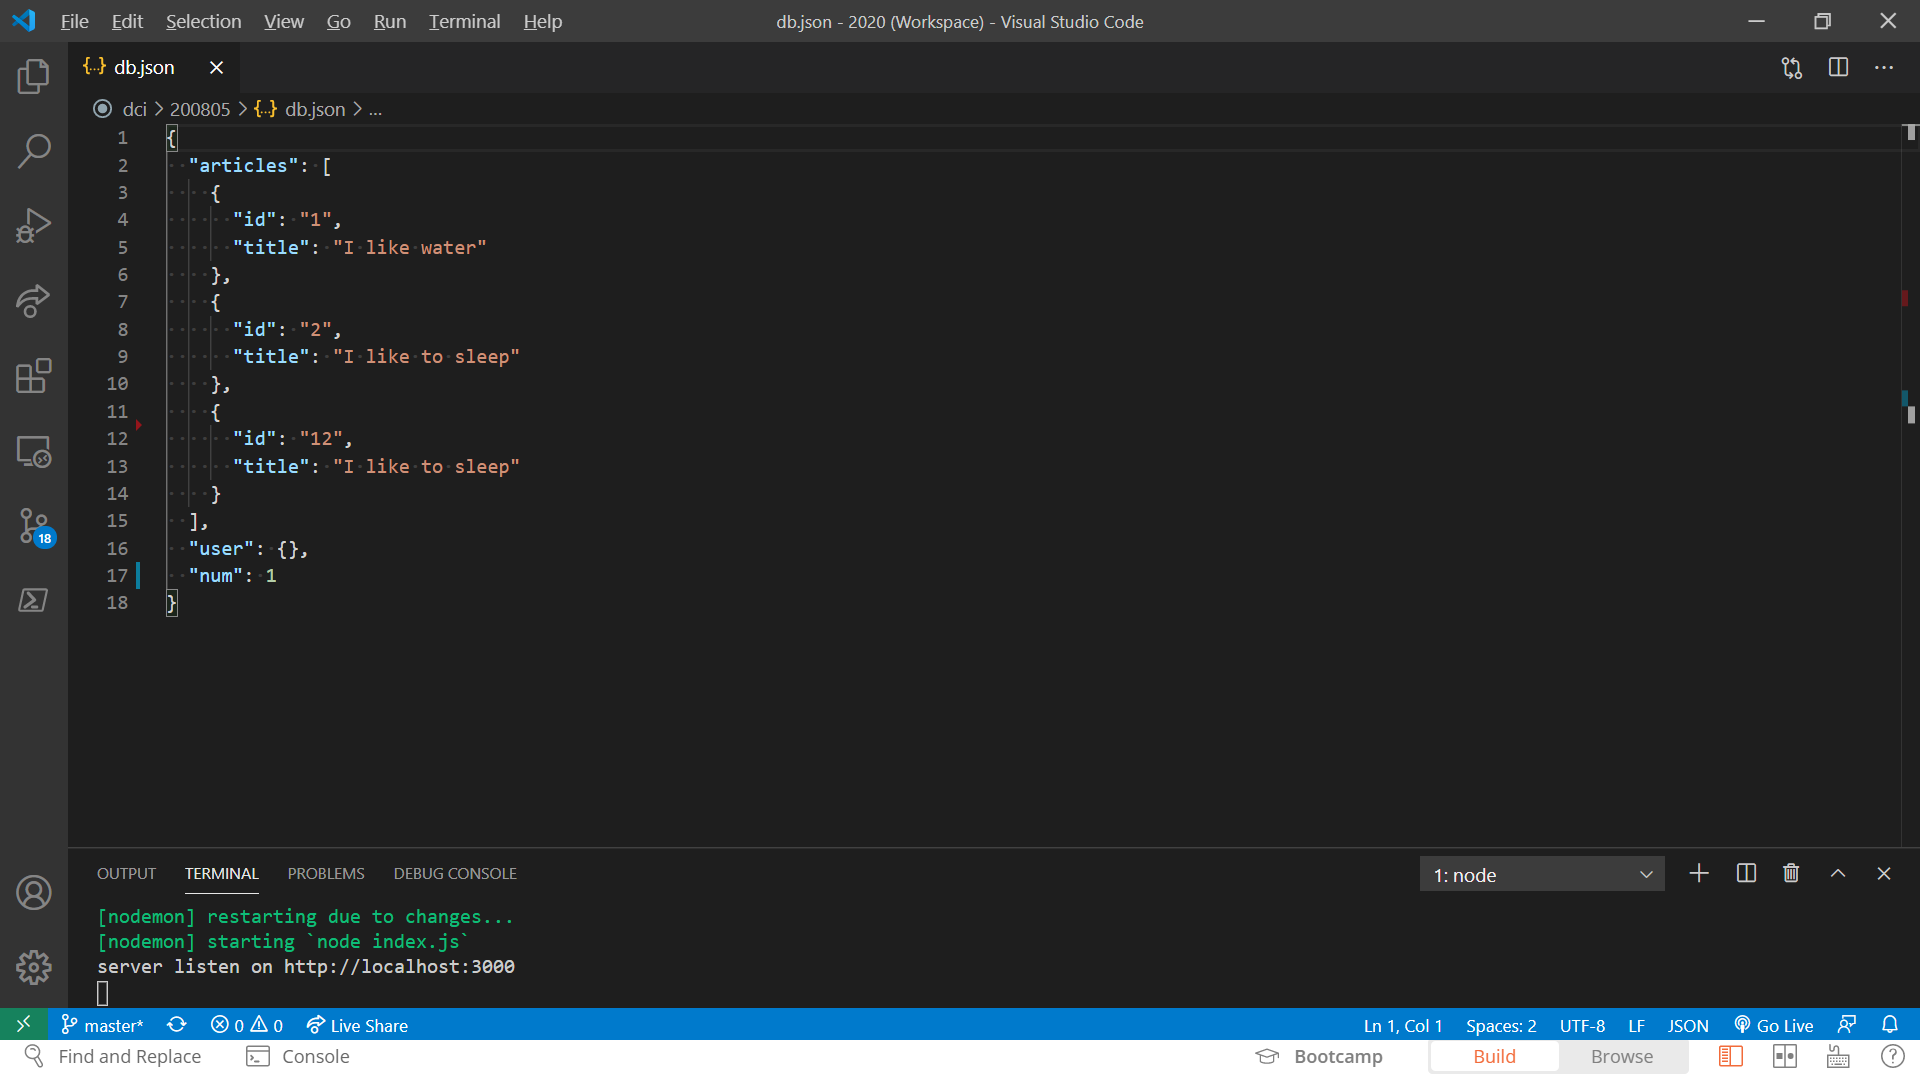 File Edit Selection View Go Run Terminal Help db.json - 2020 (Workspace) - Visual Studio Code
{..} db.json
dci > 200805 > {..} db.json > ...
1 {
2 "articles": [
3 {
4 "id": "1",
5 "title": "I like water"
6 },
7 {
8 "id": "2",
9 "title": "I like to sleep"
10 },
11 {
12 "id": "12",
13 "title": "I like to sleep"
14 }
15 ],
16 "user": {},
17 "num": 1
18 }
18
OUTPUT TERMINAL PROBLEMS DEBUG CONSOLE 1: node
[nodemon] restarting due to changes...
[nodemon] starting `node index.js`
server listen on http://localhost:3000
master* 0 0 Live Share Ln 1, Col 1 Spaces: 2 UTF-8 LF JSON Go Live
Find and Replace Console Bootcamp Build Browse